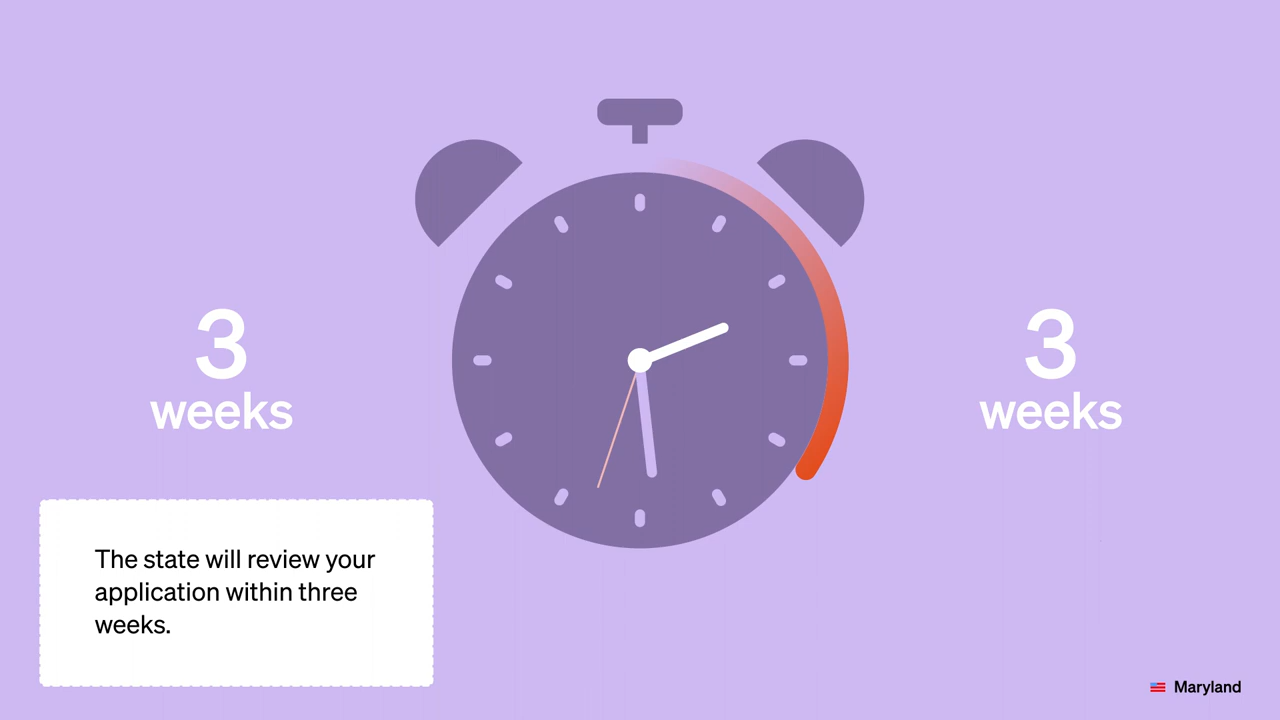 3
weeks
3
weeks
The state will review your
application within three
weeks.
Maryland